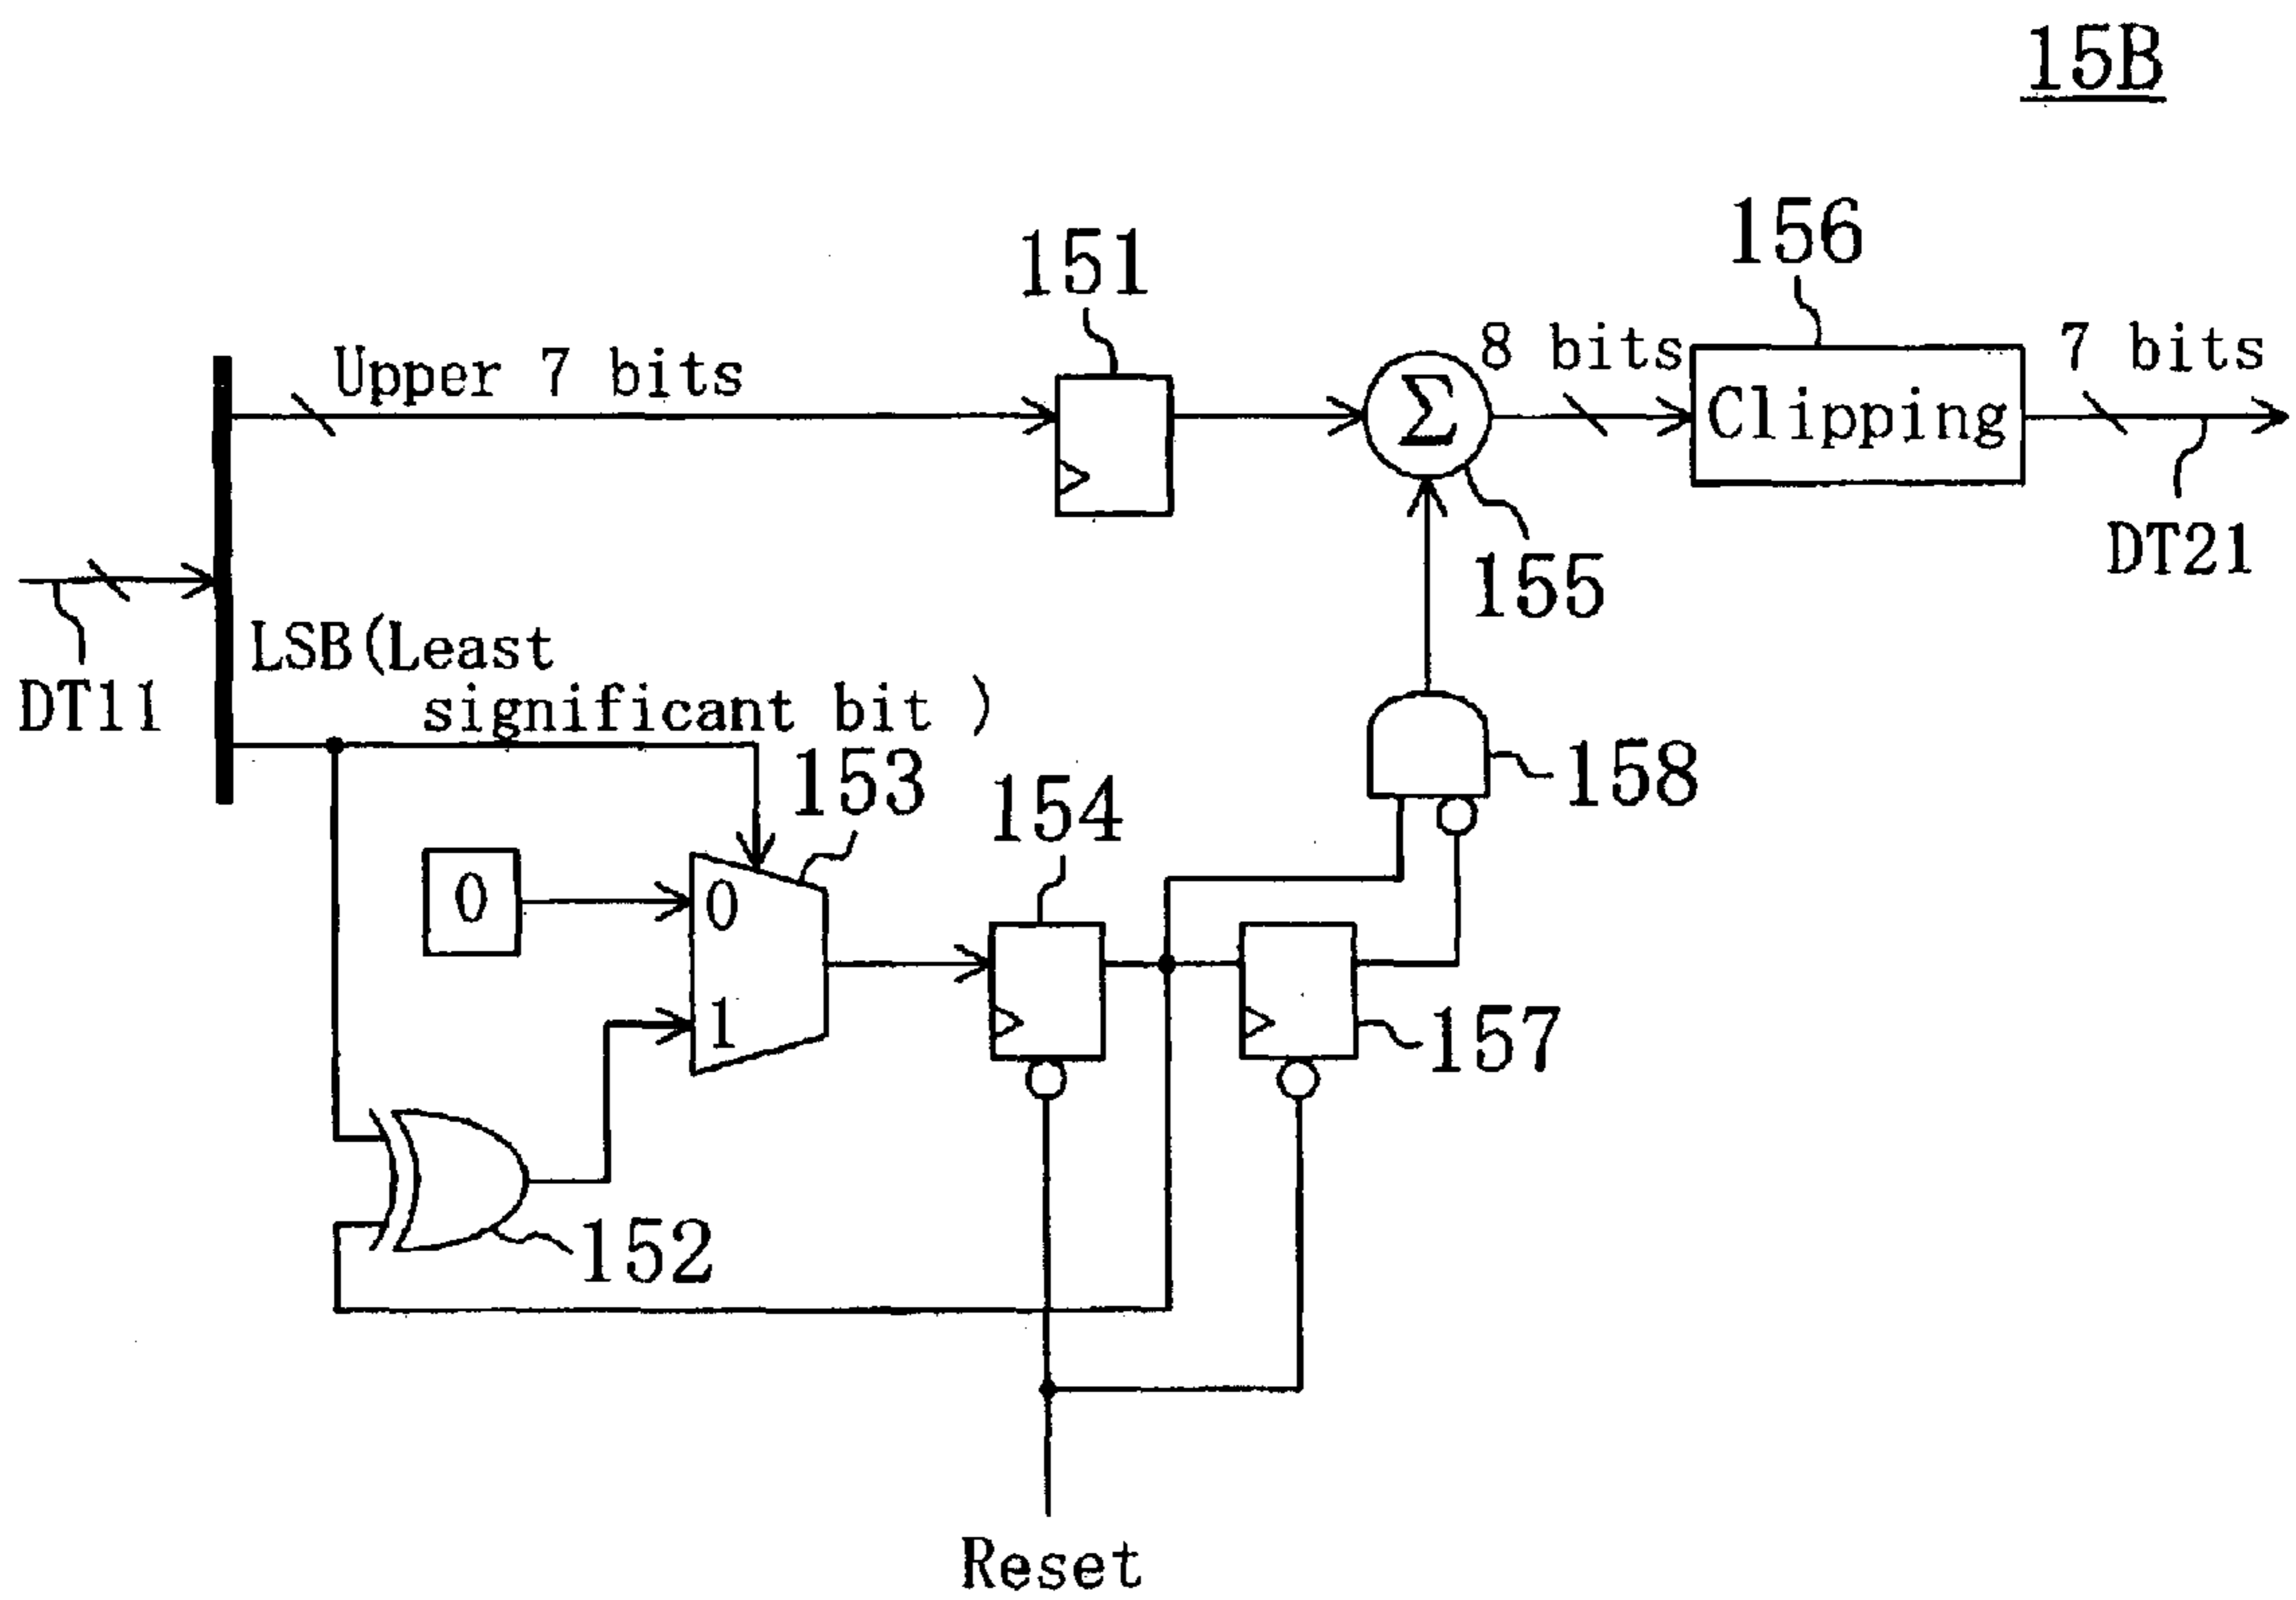 15B
156
151
Upper 7 bits
8 bits
7 bits
Σ
Clipping
DT21
155
LSB(Least
significant bit )
DT11
153
158
154
0
0
1
157
152
Reset